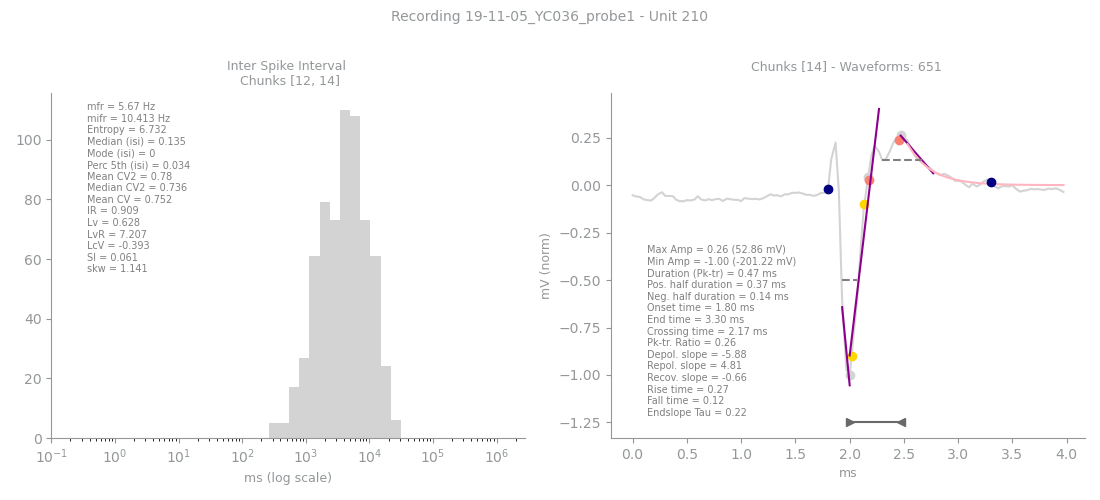 Recording 19-11-05_YC036_probe1 - Unit 210
Inter Spike Interval
Chunks [12, 14]
mfr = 5.67 Hz
mifr = 10.413 Hz
Entropy = 6.732
Median (isi) = 0.135
Mode (isi) = 0
Perc 5th (isi) = 0.034
Mean CV2 = 0.78
Median CV2 = 0.736
Mean CV = 0.752
IR = 0.909
Lv = 0.628
LvR = 7.207
LcV = -0.393
SI = 0.061
skw = 1.141
100
80
60
40
20
0
10⁻¹ 10⁰ 10¹ 10² 10³ 10⁴ 10⁵ 10⁶
ms (log scale)
Chunks [14] - Waveforms: 651
mV (norm)
0.25
0.00
−0.25
−0.50
−0.75
−1.00
−1.25
Max Amp = 0.26 (52.86 mV)
Min Amp = -1.00 (-201.22 mV)
Duration (Pk-tr) = 0.47 ms
Pos. half duration = 0.37 ms
Neg. half duration = 0.14 ms
Onset time = 1.80 ms
End time = 3.30 ms
Crossing time = 2.17 ms
Pk-tr. Ratio = 0.26
Depol. slope = -5.88
Repol. slope = 4.81
Recov. slope = -0.66
Rise time = 0.27
Fall time = 0.12
Endslope Tau = 0.22
0.0 0.5 1.0 1.5 2.0 2.5 3.0 3.5 4.0
ms